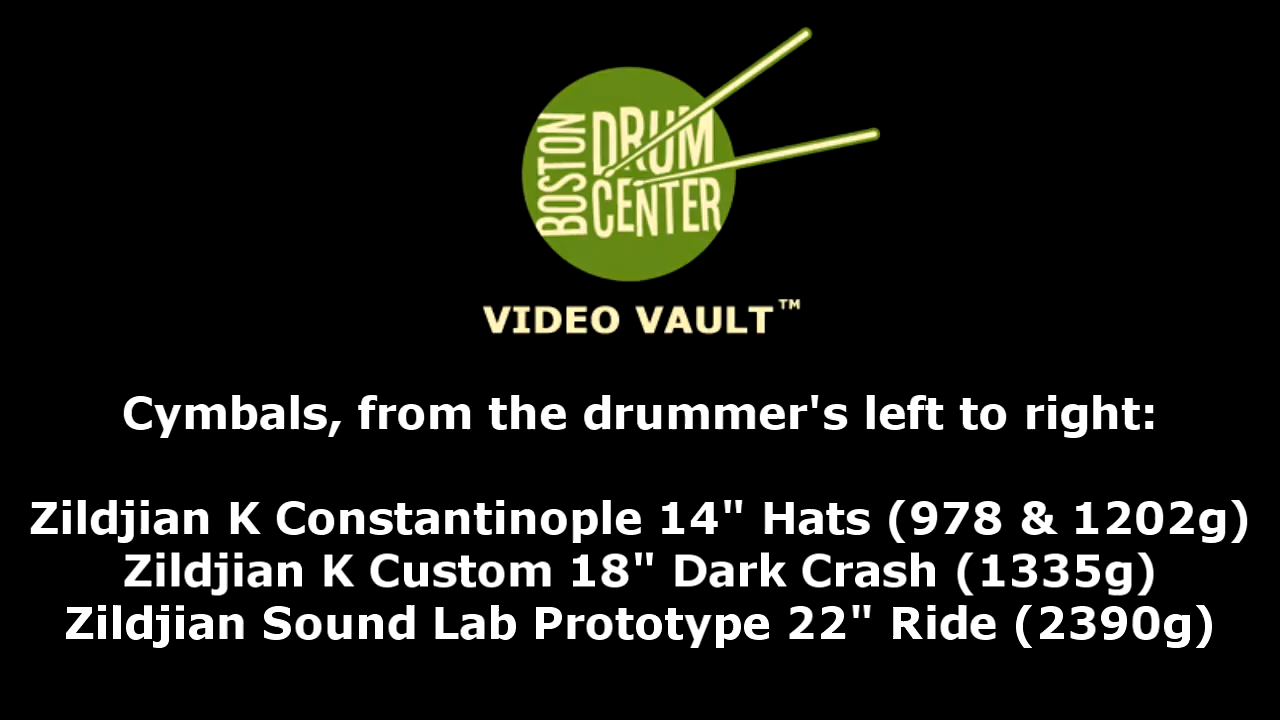 BOSTON
DRUM
CENTER
VIDEO VAULT™
Cymbals, from the drummer's left to right:
Zildjian K Constantinople 14" Hats (978 & 1202g)
Zildjian K Custom 18" Dark Crash (1335g)
Zildjian Sound Lab Prototype 22" Ride (2390g)